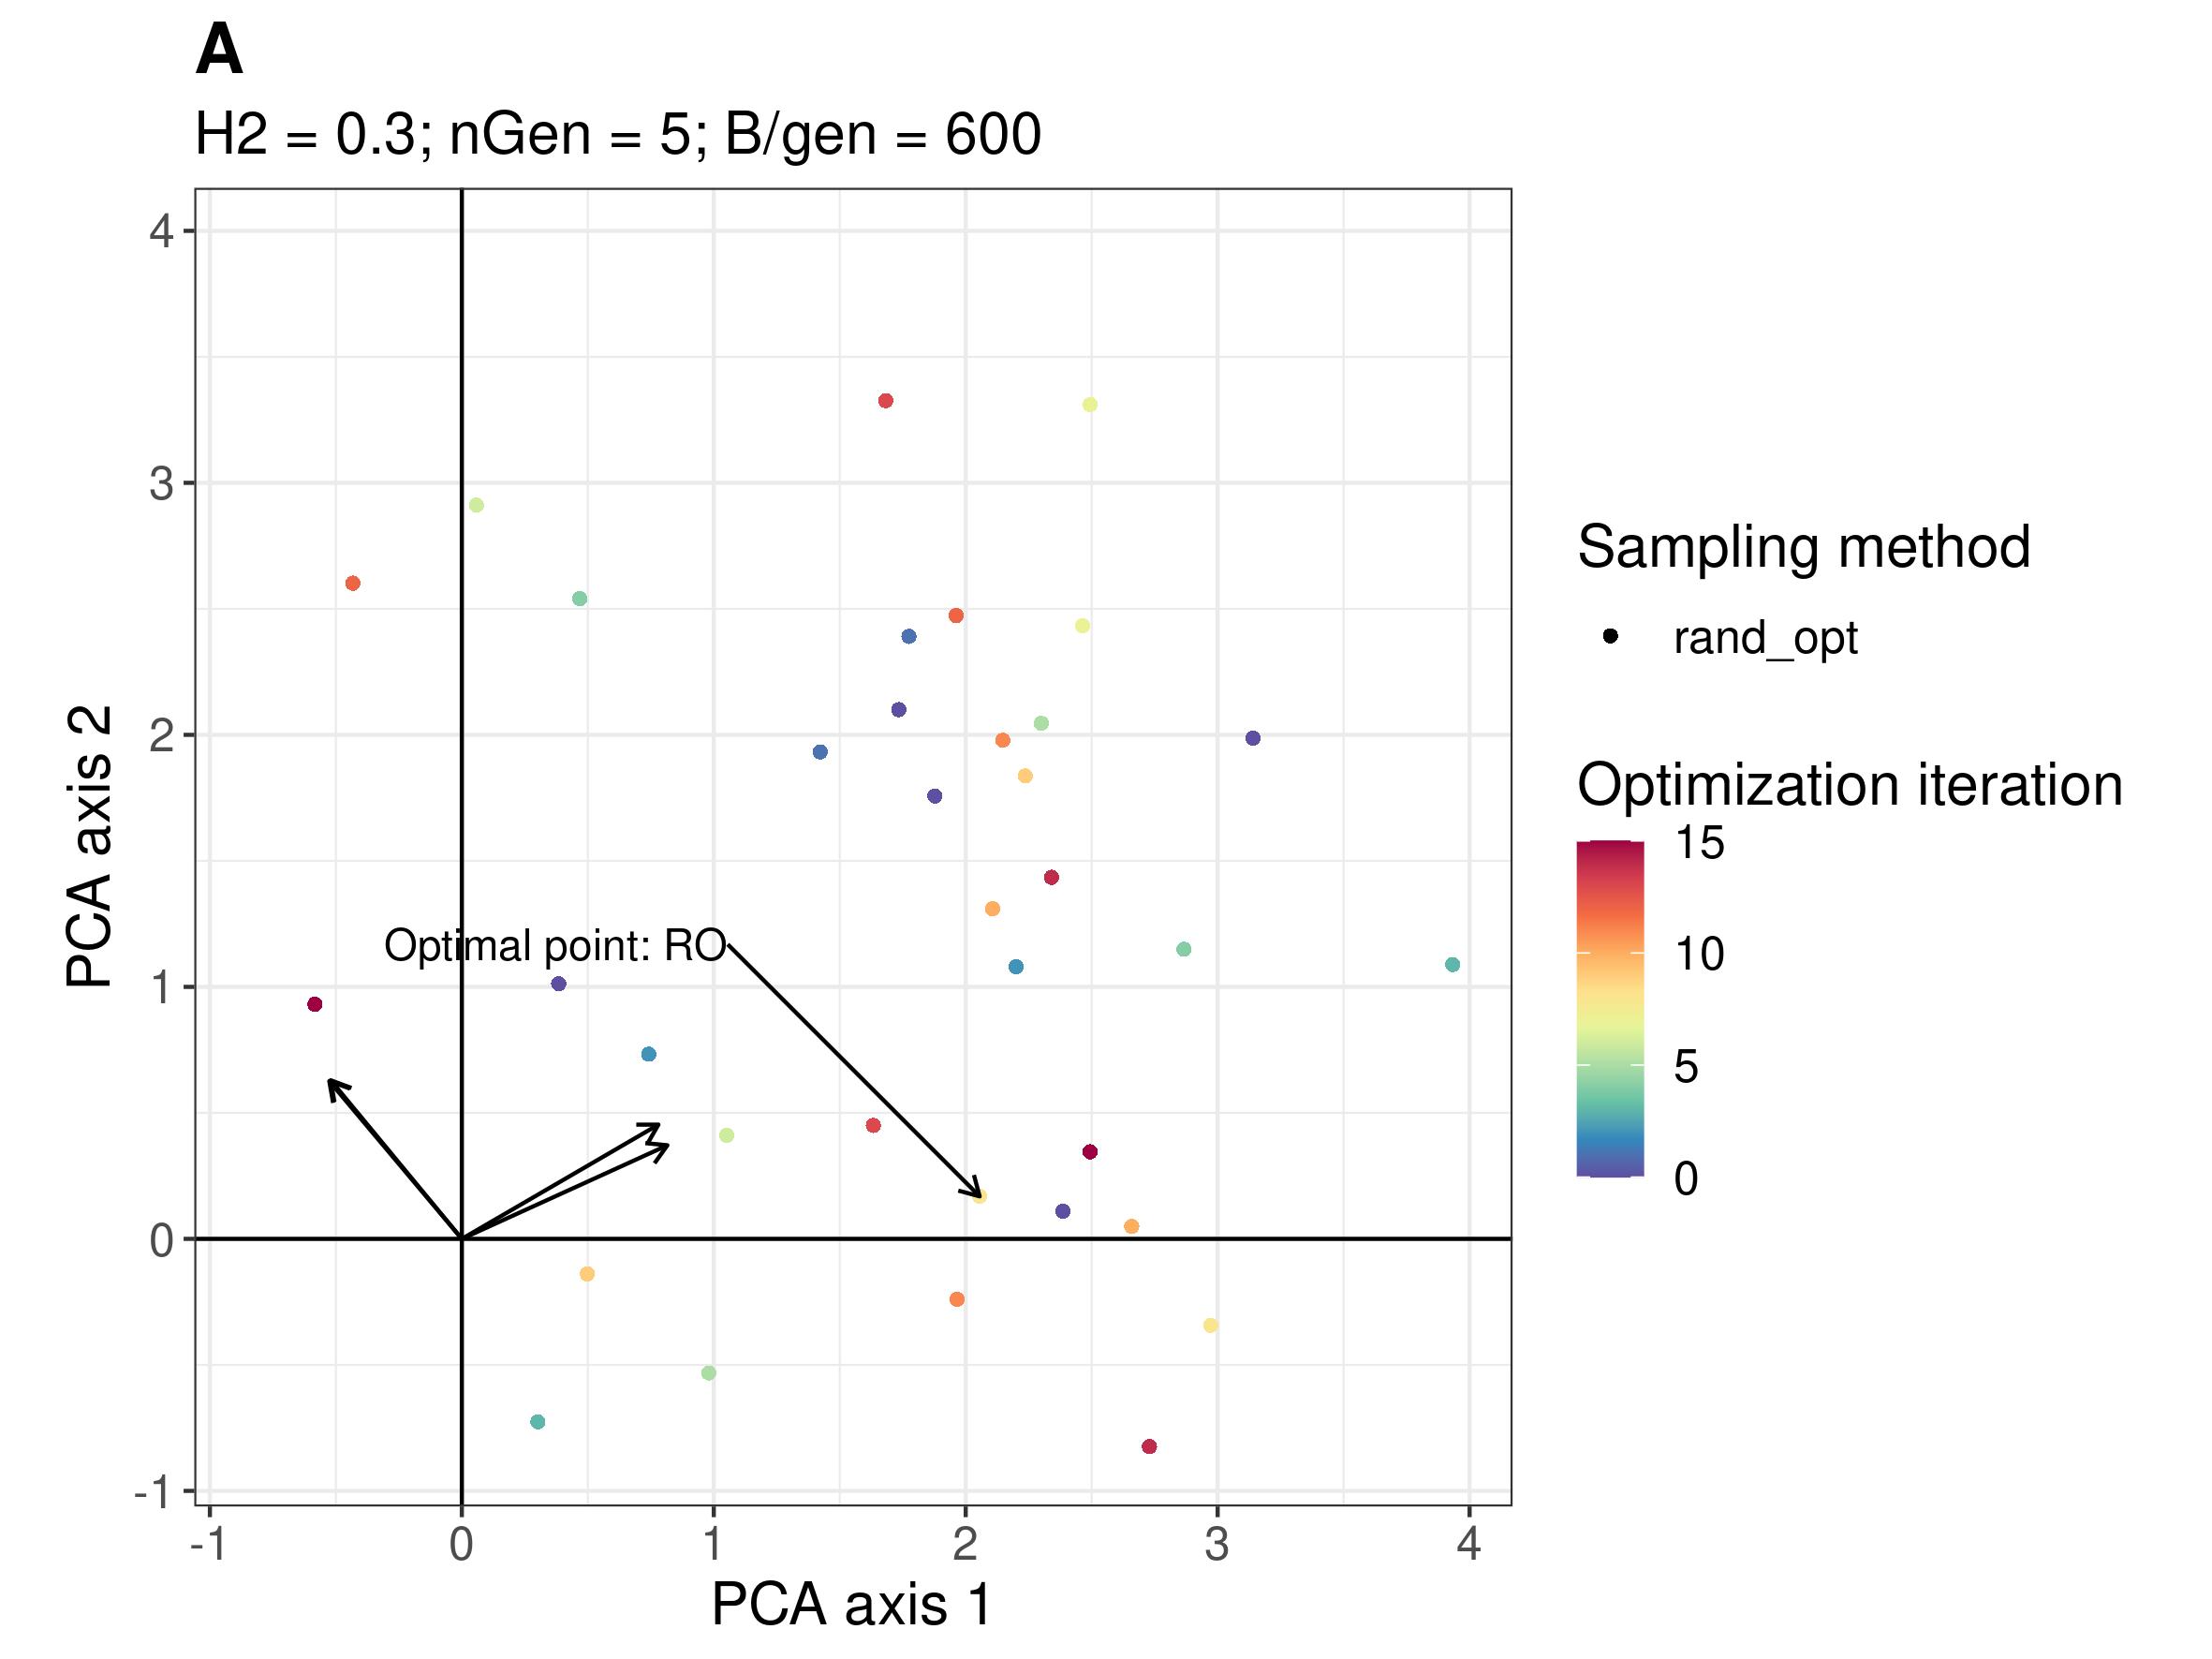 A
H2 = 0.3; nGen = 5; B/gen = 600
4
3
2
1
0
-1
PCA axis 2
Optimal point: RO
-1
0
1
2
3
4
PCA axis 1
Sampling method
rand_opt
Optimization iteration
15
10
5
0